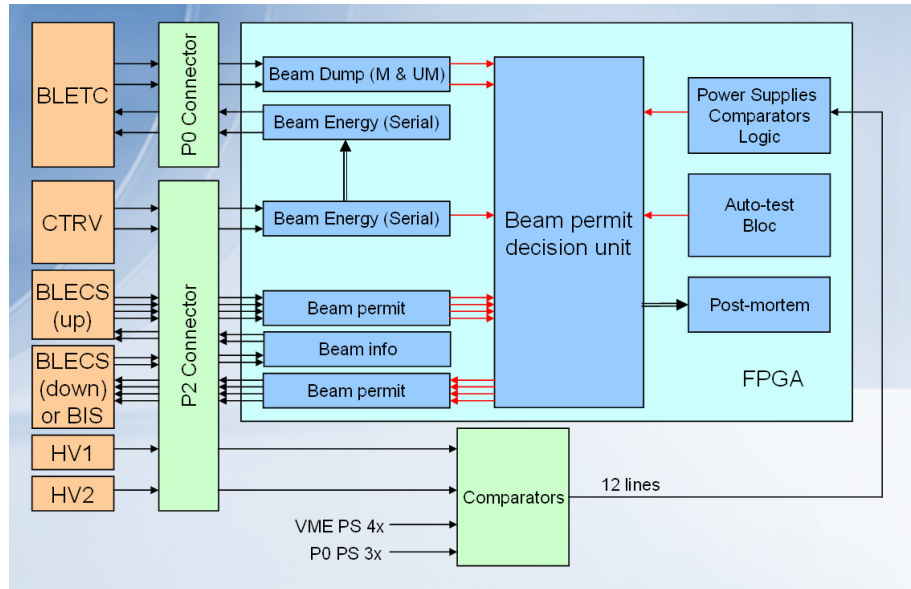 BLETC
P0 Connector
Beam Dump (M & UM)
Beam Energy (Serial)
Power Supplies
Comparators
Logic
CTRV
P2 Connector
Beam Energy (Serial)
Beam permit
decision unit
Auto-test
Bloc
BLECS
(up)
Beam permit
Post-mortem
Beam info
BLECS
(down)
or BIS
Beam permit
FPGA
HV1
HV2
Comparators
12 lines
VME PS 4x
P0 PS 3x